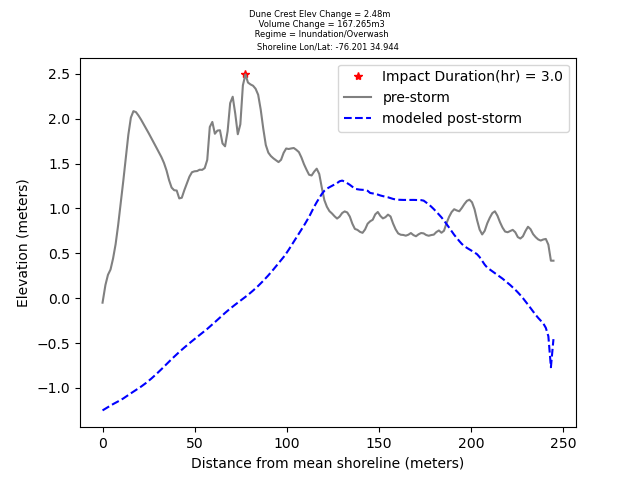 Dune Crest Elev Change = 2.48m
Volume Change = 167.265m3
Regime = Inundation/Overwash
Shoreline Lon/Lat: -76.201 34.944
Impact Duration(hr) = 3.0
pre-storm
modeled post-storm
2.5
2.0
1.5
1.0
0.5
0.0
−0.5
−1.0
Elevation (meters)
0
50
100
150
200
250
Distance from mean shoreline (meters)